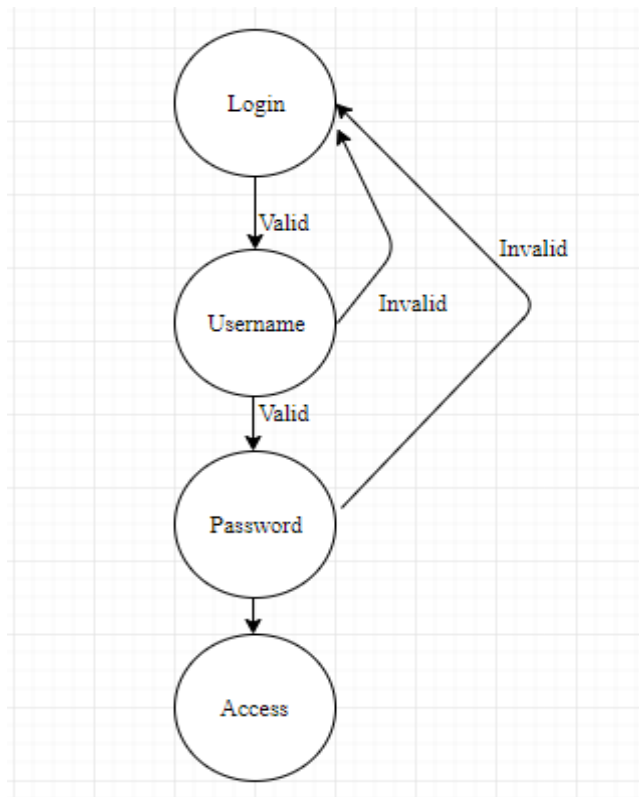 Login
Valid
Invalid
Invalid
Username
Valid
Password
Access